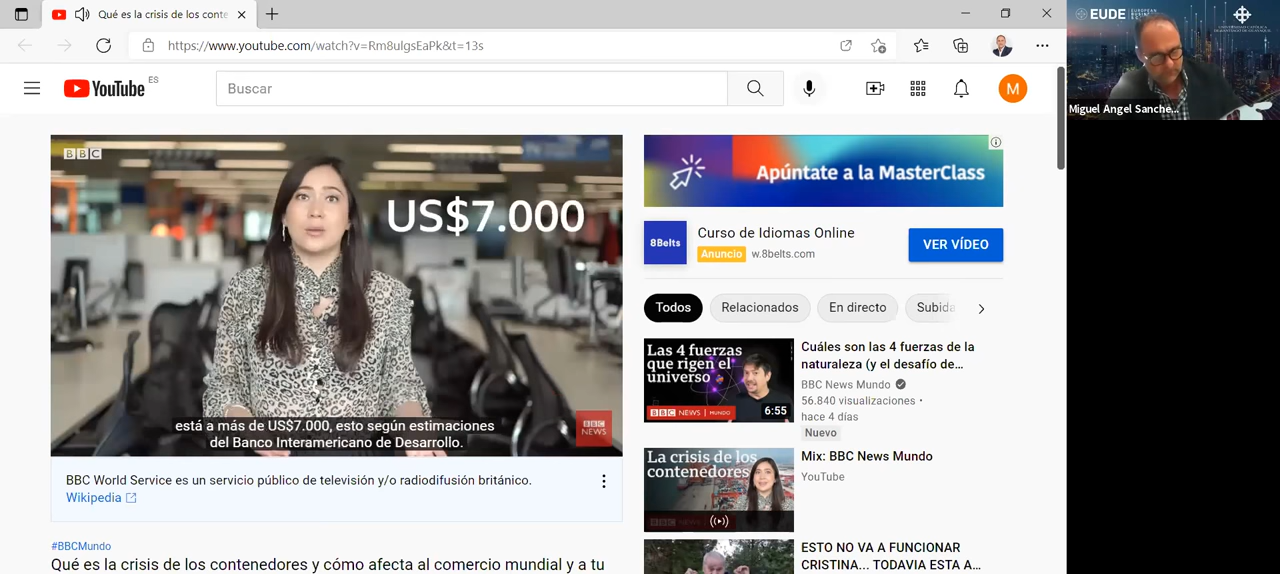 Qué es la crisis de los conte
https://www.youtube.com/watch?v=Rm8ulgsEaPk&t=13s
YouTube ES
Buscar
M
BBC
US$7.000
está a más de US$7.000, esto según estimaciones
del Banco Interamericano de Desarrollo.
BBC
NEWS
BBC World Service es un servicio público de televisión y/o radiodifusión británico.
Wikipedia
#BBCMundo
Qué es la crisis de los contenedores y cómo afecta al comercio mundial y a tu
Apúntate a la MasterClass
8Belts
Curso de Idiomas Online
Anuncio w.8belts.com
VER VÍDEO
Todos
Relacionados
En directo
Subida
Las 4 fuerzas
que rigen el
universo
BBC NEWS MUNDO
6:55
Cuáles son las 4 fuerzas de la
naturaleza (y el desafío de...
BBC News Mundo
56.840 visualizaciones •
hace 4 días
Nuevo
La crisis de los
contenedores
Mix: BBC News Mundo
YouTube
ESTO NO VA A FUNCIONAR
CRISTINA... TODAVIA ESTA A...
EUDE EUROPEAN
BUSINESS
Miguel Angel Sanche...